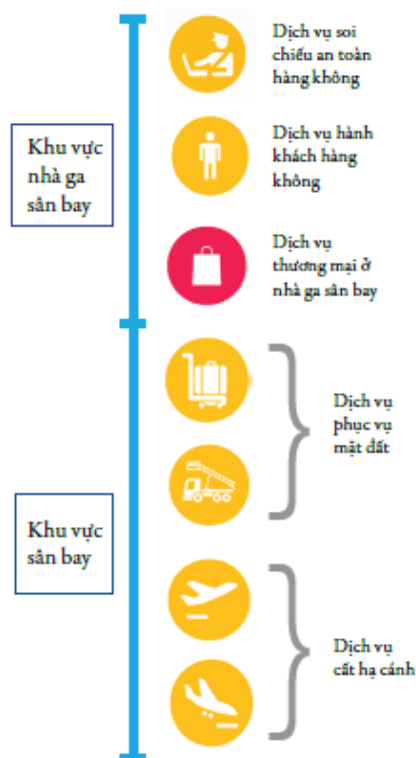 Dịch vụ soi
chiếu an toàn
hàng không
Khu vực
nhà ga
sân bay
Dịch vụ hành
khách hàng
không
Dịch vụ
thương mại ở
nhà ga sân bay
Dịch vụ
phục vụ
mặt đất
Khu vực
sân bay
Dịch vụ
cất hạ cánh